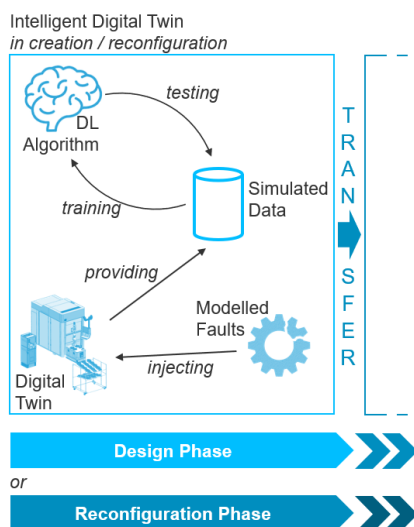 Intelligent Digital Twin
in creation / reconfiguration
DL
Algorithm
testing
training
Simulated
Data
providing
Modelled
Faults
injecting
Digital
Twin
TRANSFER
Design Phase
or
Reconfiguration Phase